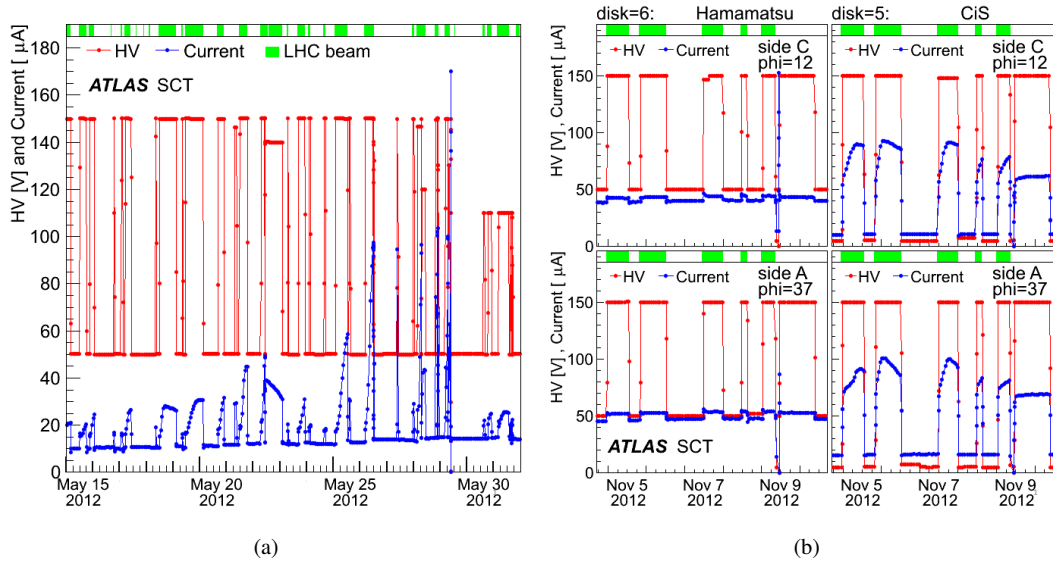 HV Current LHC beam
ATLAS SCT
HV [V] and Current [ μA]
180
160
140
120
100
80
60
40
20
0
May 15
2012
May 20
2012
May 25
2012
May 30
2012
(a)
disk=6: Hamamatsu disk=5: CiS
HV Current side C
phi=12
HV Current side C
phi=12
HV [V] , Current [ μA]
150
100
50
0
HV Current side A
phi=37
HV Current side A
phi=37
HV [V] , Current [ μA]
150
100
50
0
ATLAS SCT
Nov 5
2012
Nov 7
2012
Nov 9
2012
Nov 5
2012
Nov 7
2012
Nov 9
2012
(b)